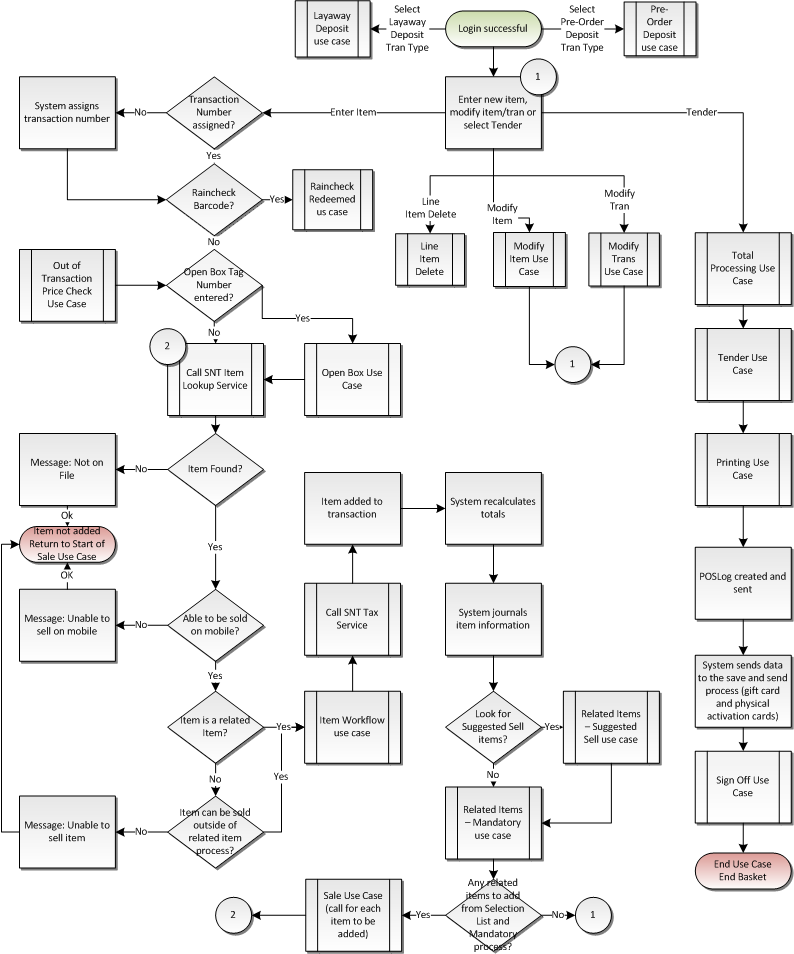 Layaway
Deposit
use case
Select
Layaway
Deposit
Tran Type
Login successful
Select
Pre-Order
Deposit
Tran Type
Pre-
Order
Deposit
use case
1
System assigns
transaction number
No
Transaction
Number
assigned?
Enter Item
Enter new item,
modify item/tran or
select Tender
Tender
Yes
Raincheck
Barcode?
Yes
Raincheck
Redeemed
us case
Line
Item Delete
Modify
Item
Modify
Tran
No
Line
Item
Delete
Modify
Item Use
Case
Modify
Trans
Use Case
Total
Processing Use
Case
Out of
Transaction
Price Check
Use Case
Open Box Tag
Number
entered?
Yes
No
2
Call SNT Item
Lookup Service
Open Box Use
Case
1
Tender Use
Case
Message: Not on
File
No
Item Found?
Printing Use
Case
Ok
Item not added
Return to Start of
Sale Use Case
OK
Yes
Item added to
transaction
System recalculates
totals
POSLog created and
sent
Message: Unable to
sell on mobile
No
Able to be sold
on mobile?
Call SNT Tax
Service
System journals
item information
Yes
System sends data
to the save and send
process (gift card
and physical
activation cards)
Item is a related
Item?
Yes
Item Workflow
use case
Look for
Suggested Sell
items?
Yes
Related Items
– Suggested
Sell use case
No
Yes
No
Sign Off Use
Case
Message: Unable to
sell item
No
Item can be sold
outside of
related item
process?
Related Items
– Mandatory
use case
End Use Case
End Basket
2
Sale Use Case
(call for each
item to be
added)
Yes
Any related
items to add
from Selection
List and
Mandatory
process?
No
1